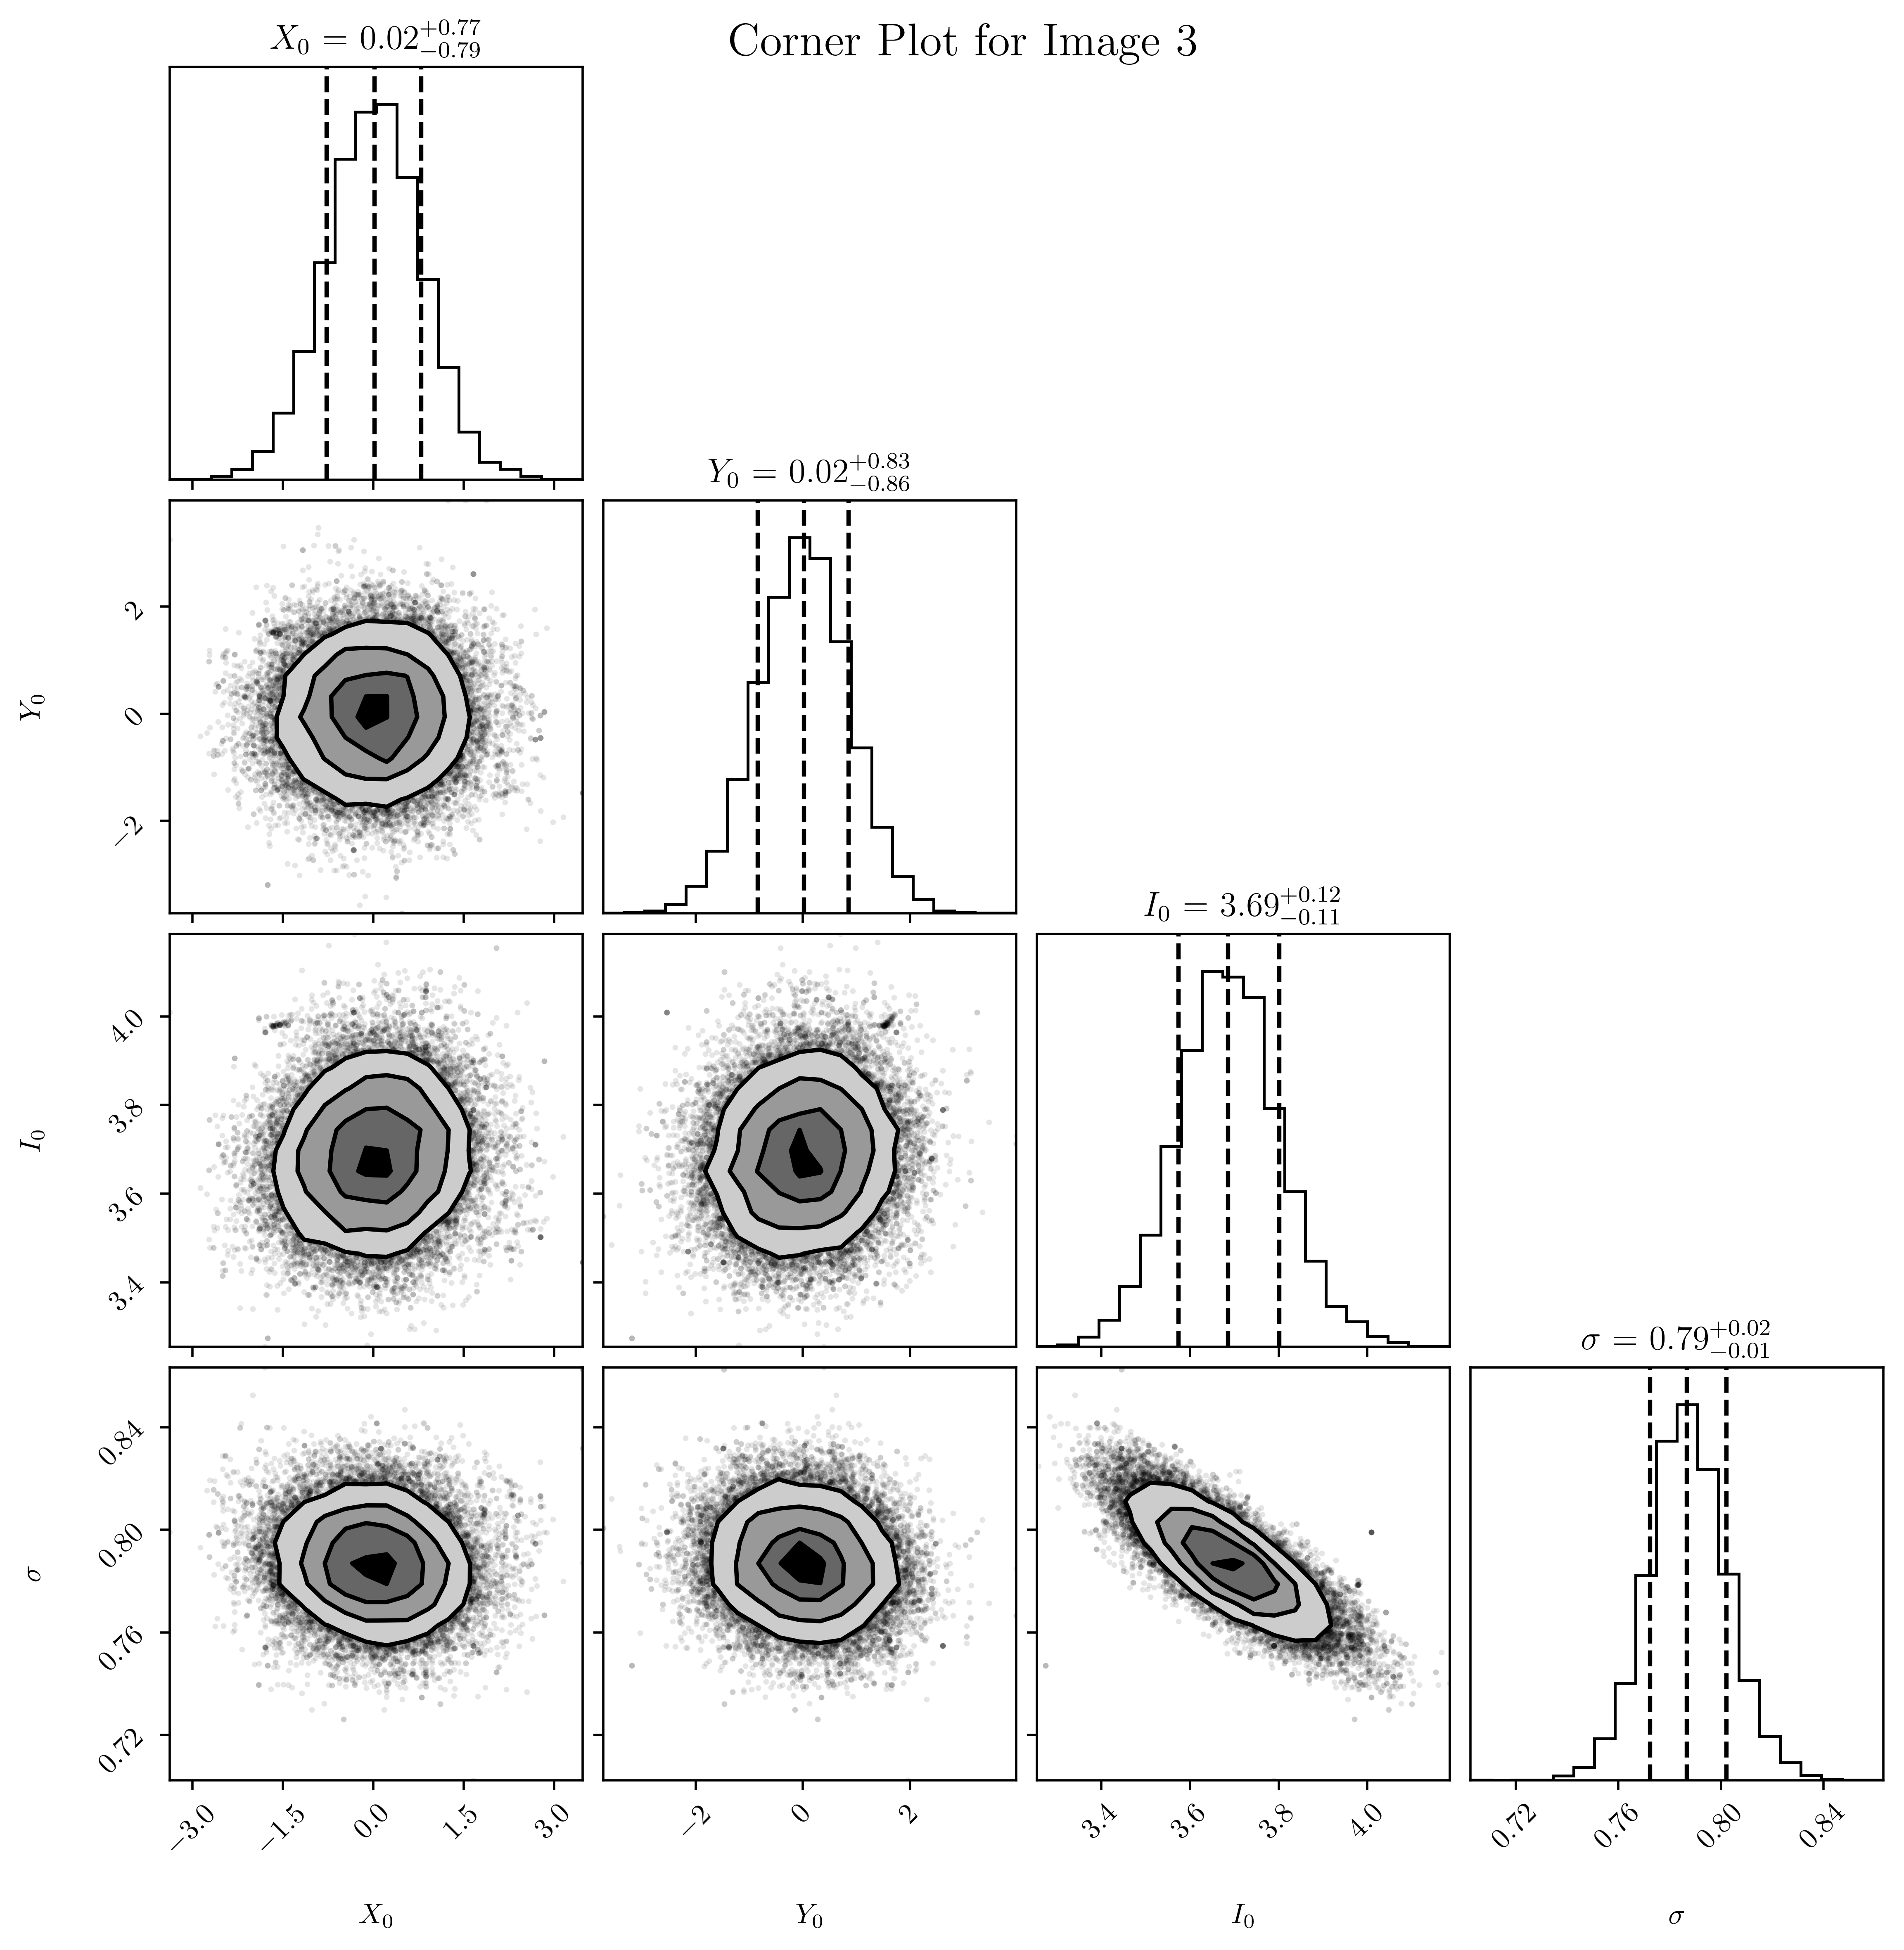 Corner Plot for Image 3
X₀ = 0.02⁺⁰·⁷⁷₋₀.₇₉
Y₀ = 0.02⁺⁰·⁸³₋₀.₈₆
Y₀
2
0
−2
I₀ = 3.69⁺⁰·¹²₋₀.₁₁
I₀
4.0
3.8
3.6
3.4
σ = 0.79⁺⁰·⁰²₋₀.₀₁
σ
0.84
0.80
0.76
0.72
−3.0 −1.5 0.0 1.5 3.0
−2 0 2
3.4 3.6 3.8 4.0
0.72 0.76 0.80 0.84
X₀ Y₀ I₀ σ